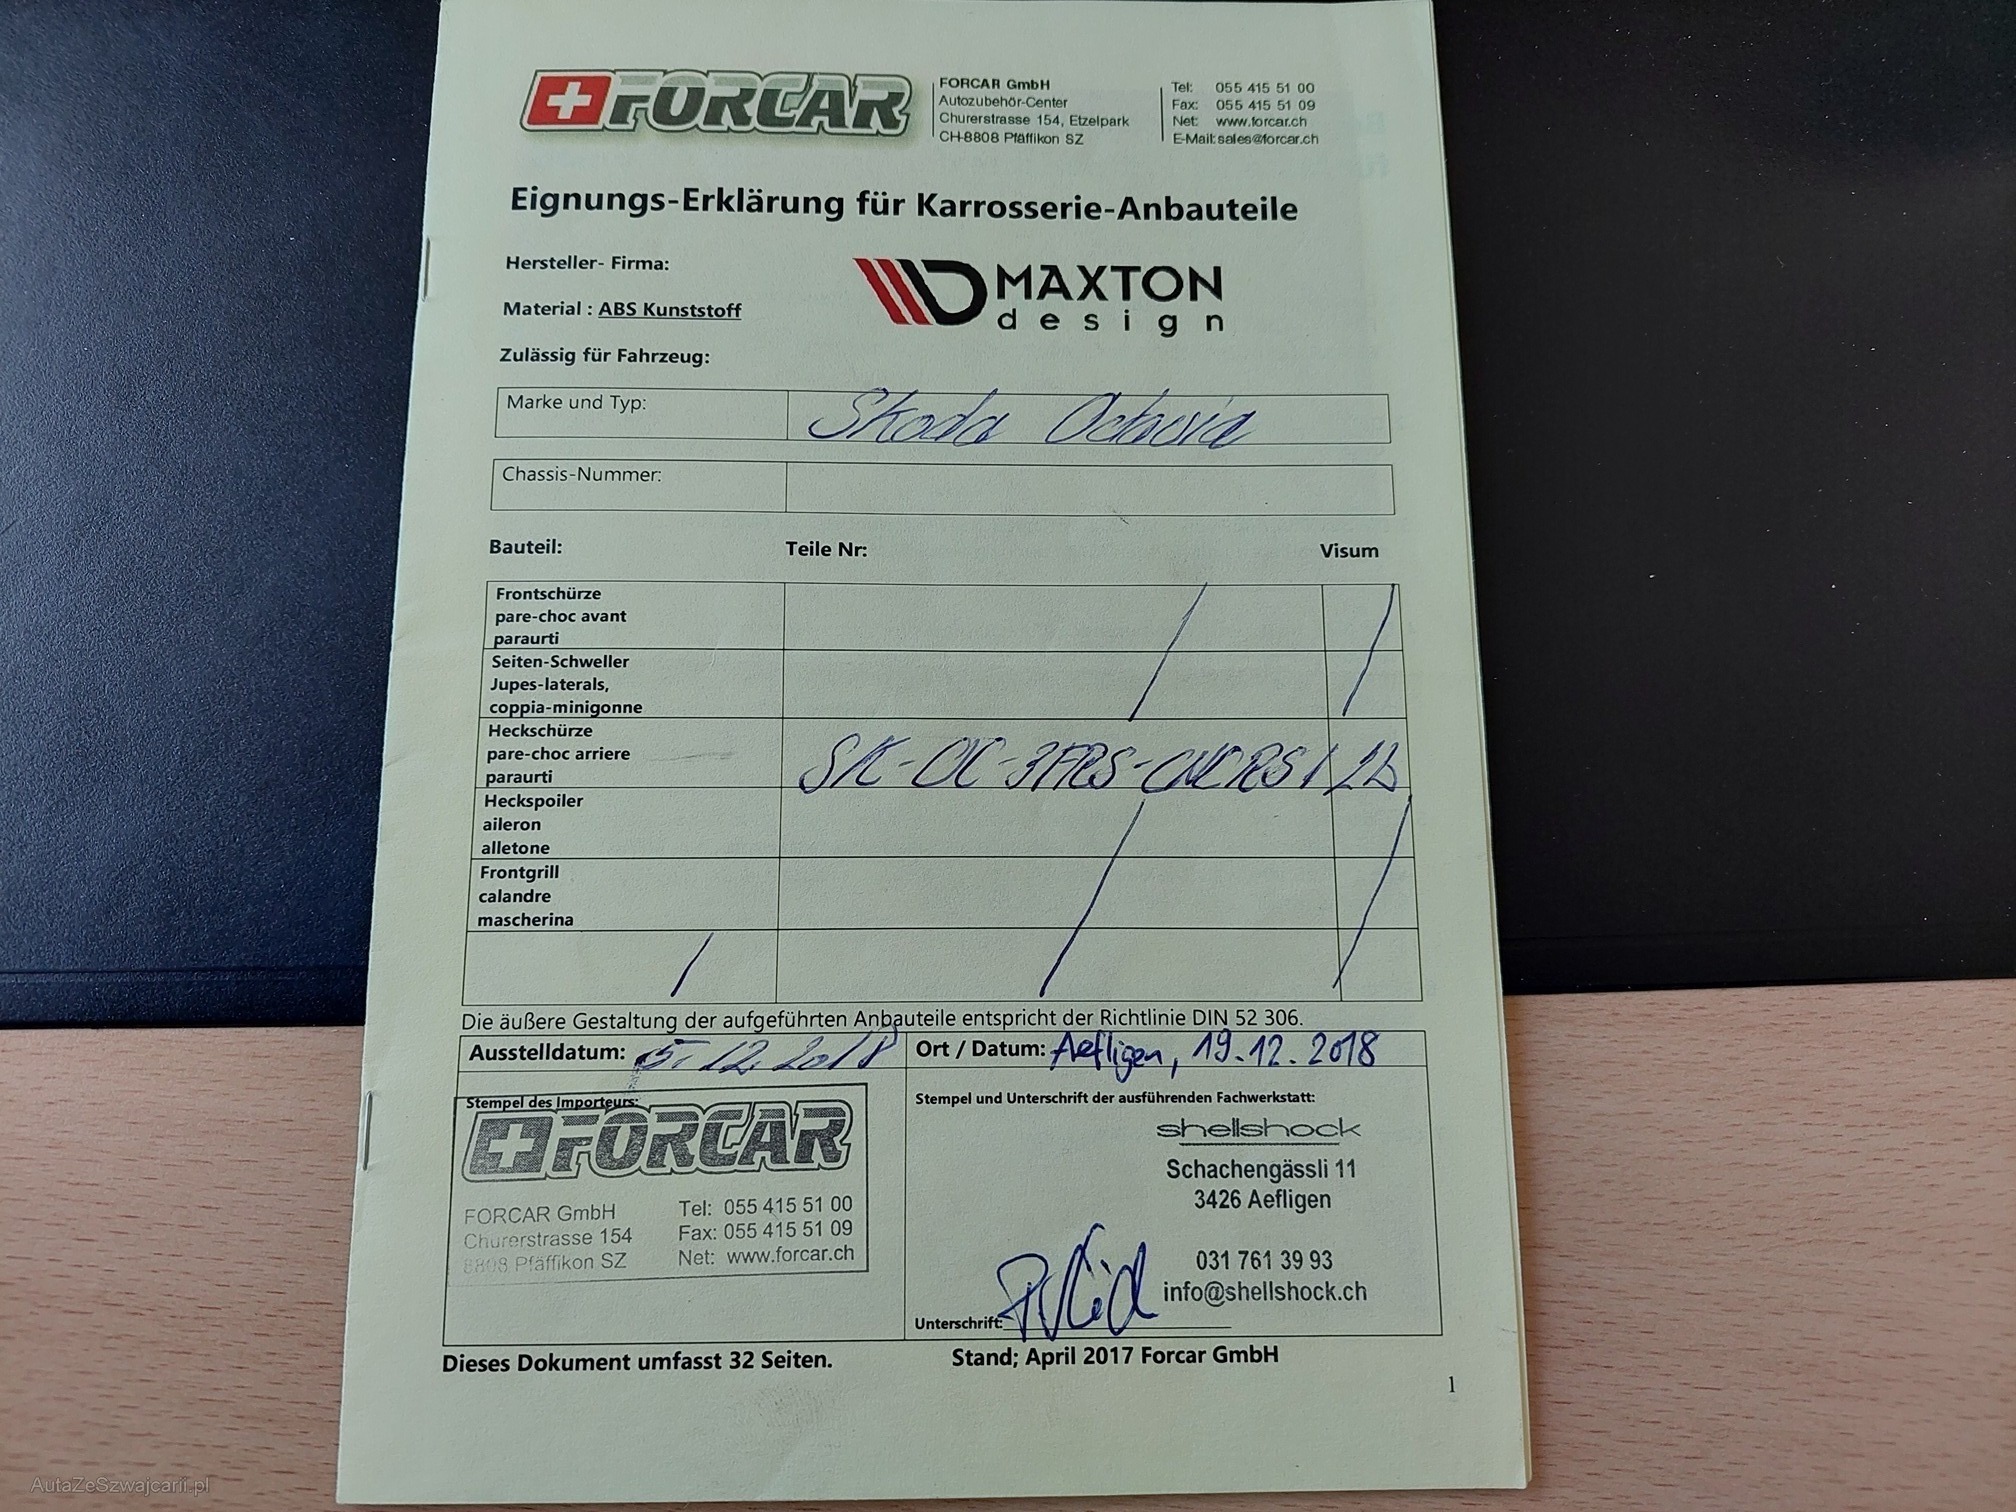 FORCAR
FORCAR GmbH
Autozubehör-Center
Churerstrasse 154, Etzelpark
CH-8808 Pfäffikon SZ
Tel: 055 415 51 00
Fax: 055 415 51 09
Net: www.forcar.ch
E-Mail: sales@forcar.ch
Eignungs-Erklärung für Karrosserie-Anbauteile
Hersteller- Firma:
MAXTON
design
Material : ABS Kunststoff
Zulässig für Fahrzeug:
Marke und Typ: Skoda Octavia
Chassis-Nummer:
Bauteil: Teile Nr: Visum
Frontschürze
pare-choc avant
paraurti
Seiten-Schweller
Jupes-laterals,
coppia-minigonne
Heckschürze
pare-choc arriere
paraurti
SK-OC-3FRS-CNCRS1
Heckspoiler
aileron
alletone
Frontgrill
calandre
mascherina
Die äußere Gestaltung der aufgeführten Anbauteile entspricht der Richtlinie DIN 52 306.
Ausstelldatum: 5.12.2018
Ort / Datum: Aefligen, 19.12.2018
Stempel des Importeurs:
FORCAR
FORCAR GmbH
Churerstrasse 154
8808 Pfäffikon SZ
Tel: 055 415 51 00
Fax: 055 415 51 09
Net: www.forcar.ch
Stempel und Unterschrift der ausführenden Fachwerkstatt:
shellshock
Schachengässli 11
3426 Aefligen
031 761 39 93
info@shellshock.ch
Unterschrift:
Dieses Dokument umfasst 32 Seiten.
Stand; April 2017 Forcar GmbH
1
AutaZeSzwajcarii.pl